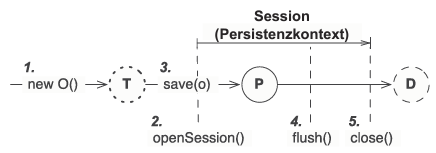 Session
(Persistenzkontext)
1.
new O()
T
3.
save(o)
P
D
2.
openSession()
4.
flush()
5.
close()